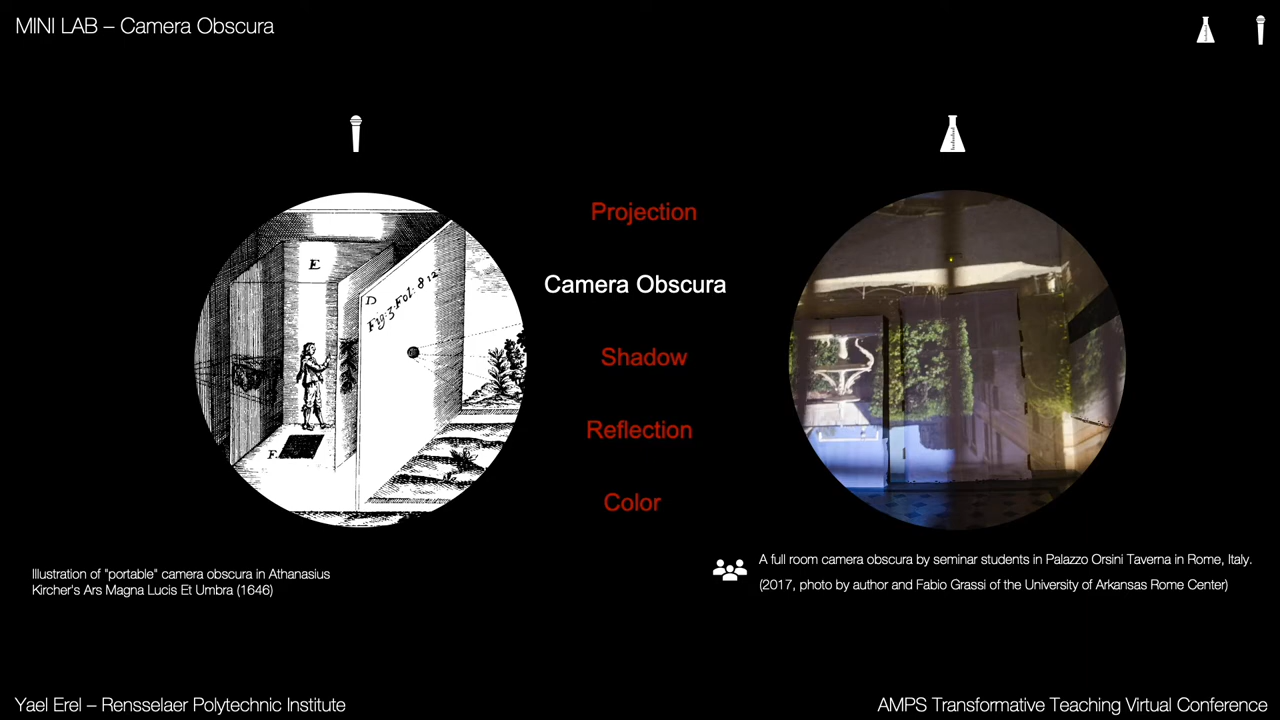 MINI LAB – Camera Obscura
Projection
Camera Obscura
Shadow
Reflection
Color
E
D
Fig: 3. Fol: 812
F.
Illustration of "portable" camera obscura in Athanasius
Kircher's Ars Magna Lucis Et Umbra (1646)
A full room camera obscura by seminar students in Palazzo Orsini Taverna in Rome, Italy.
(2017, photo by author and Fabio Grassi of the University of Arkansas Rome Center)
Yael Erel – Rensselaer Polytechnic Institute
AMPS Transformative Teaching Virtual Conference